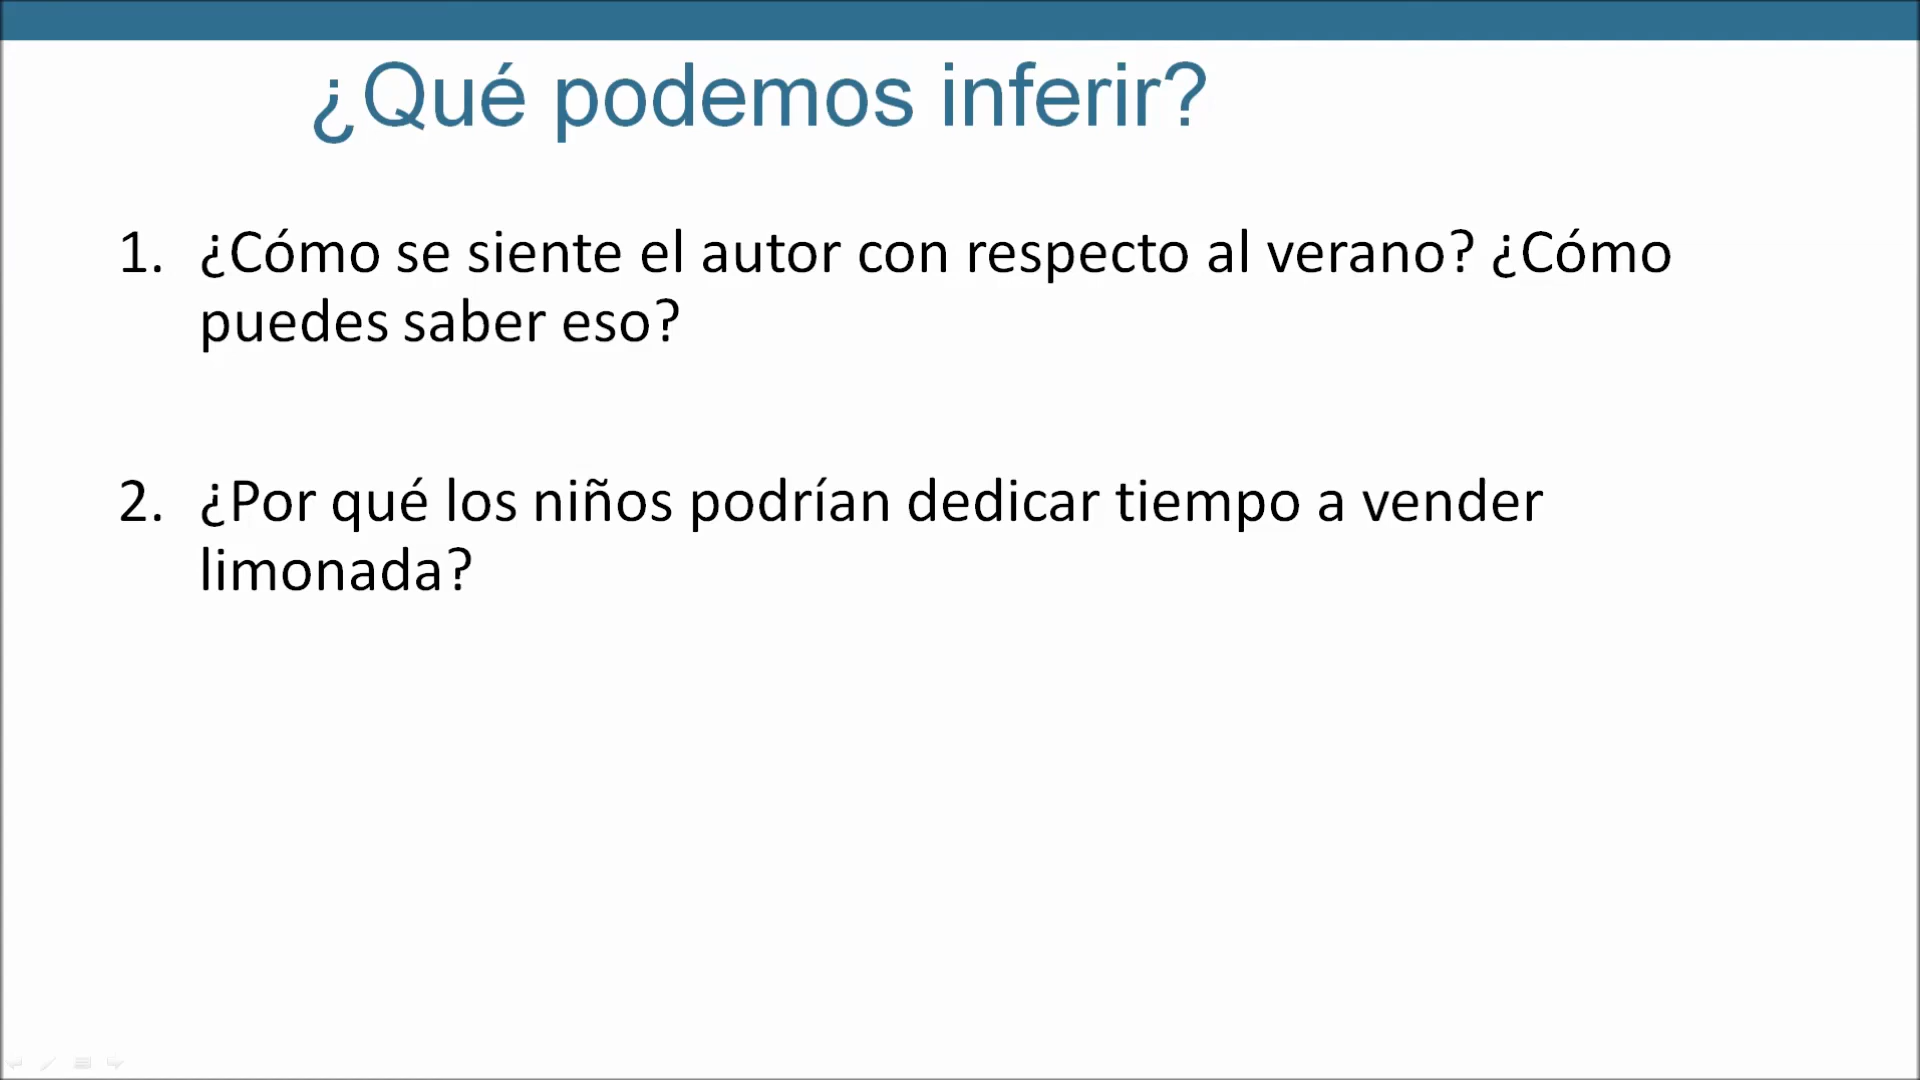 ¿Qué podemos inferir?
1. ¿Cómo se siente el autor con respecto al verano? ¿Cómo
puedes saber eso?
2. ¿Por qué los niños podrían dedicar tiempo a vender
limonada?